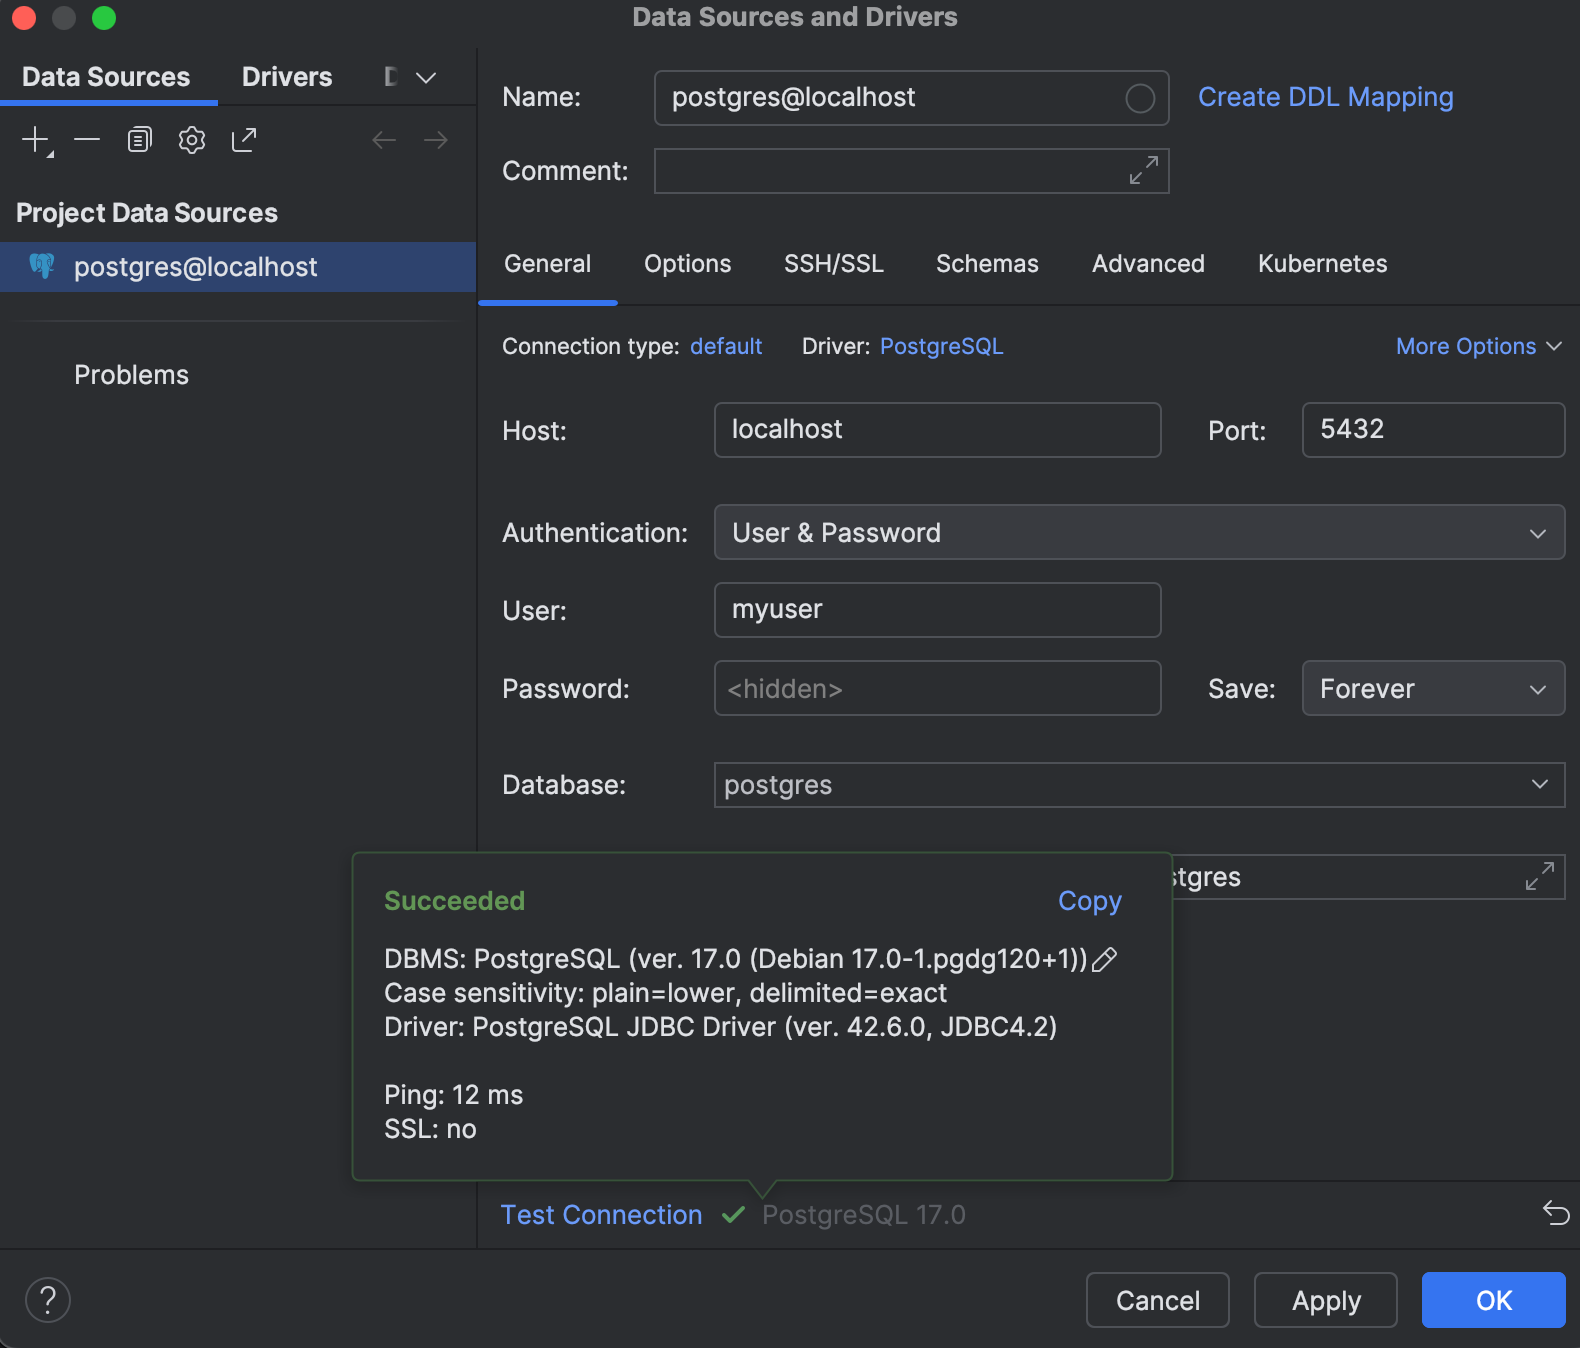 Data Sources and Drivers
Data Sources Drivers
Name: postgres@localhost Create DDL Mapping
Comment:
Project Data Sources
postgres@localhost
Problems
General Options SSH/SSL Schemas Advanced Kubernetes
Connection type: default Driver: PostgreSQL More Options
Host: localhost Port: 5432
Authentication: User & Password
User: myuser
Password: <hidden> Save: Forever
Database: postgres
stgres
Succeeded Copy
DBMS: PostgreSQL (ver. 17.0 (Debian 17.0-1.pgdg120+1))
Case sensitivity: plain=lower, delimited=exact
Driver: PostgreSQL JDBC Driver (ver. 42.6.0, JDBC4.2)
Ping: 12 ms
SSL: no
Test Connection PostgreSQL 17.0
? Cancel Apply OK